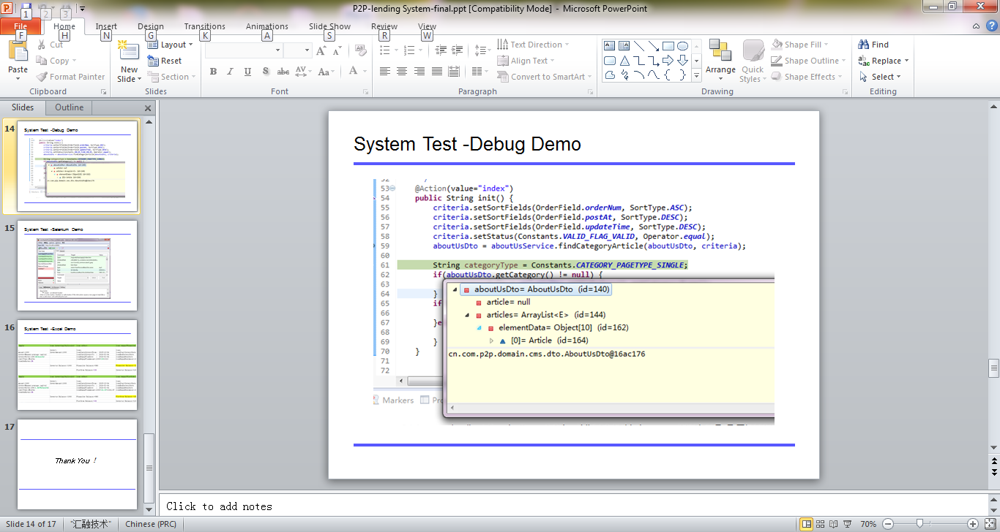 P2P-lending System-final.ppt [Compatibility Mode] - Microsoft PowerPoint
1 2 3
File Home Insert Design Transitions Animations Slide Show Review View
F H N G K A S R W
Paste
Cut
Copy
Format Painter
Clipboard
New Slide
Layout
Reset
Section
Slides
B I U S abc AV Aa A
Font
Text Direction
Align Text
Convert to SmartArt
Paragraph
Arrange
Quick Styles
Shape Fill
Shape Outline
Shape Effects
Drawing
Find
Replace
Select
Editing
Slides Outline
14
System Test -Debug Demo
15
System Test -Selenium Demo
16
System Test -Excel Demo
17
Thank You！
System Test -Debug Demo
53 @Action(value="index")
54 public String init() {
55 criteria.setSortFields(OrderField.orderNum, SortType.ASC);
56 criteria.setSortFields(OrderField.postAt, SortType.DESC);
57 criteria.setSortFields(OrderField.updateTime, SortType.DESC);
58 criteria.setStatus(Constants.VALID_FLAG_VALID, Operator.equal);
59 aboutUsDto = aboutUsService.findCategoryArticle(aboutUsDto, criteria);
60
61 String categoryType = Constants.CATEGORY_PAGETYPE_SINGLE;
62 if(aboutUsDto.getCategory() != null) {
63
64 }
65 if
66
67 }e
68
69 }
70 }
71
72
aboutUsDto= AboutUsDto (id=140)
article= null
articles= ArrayList<E> (id=144)
elementData= Object[10] (id=162)
[0]= Article (id=164)
cn.com.p2p.domain.cms.dto.AboutUsDto@16ac176
Markers Pro
Click to add notes
Slide 14 of 17 "汇融技术" Chinese (PRC) 70%